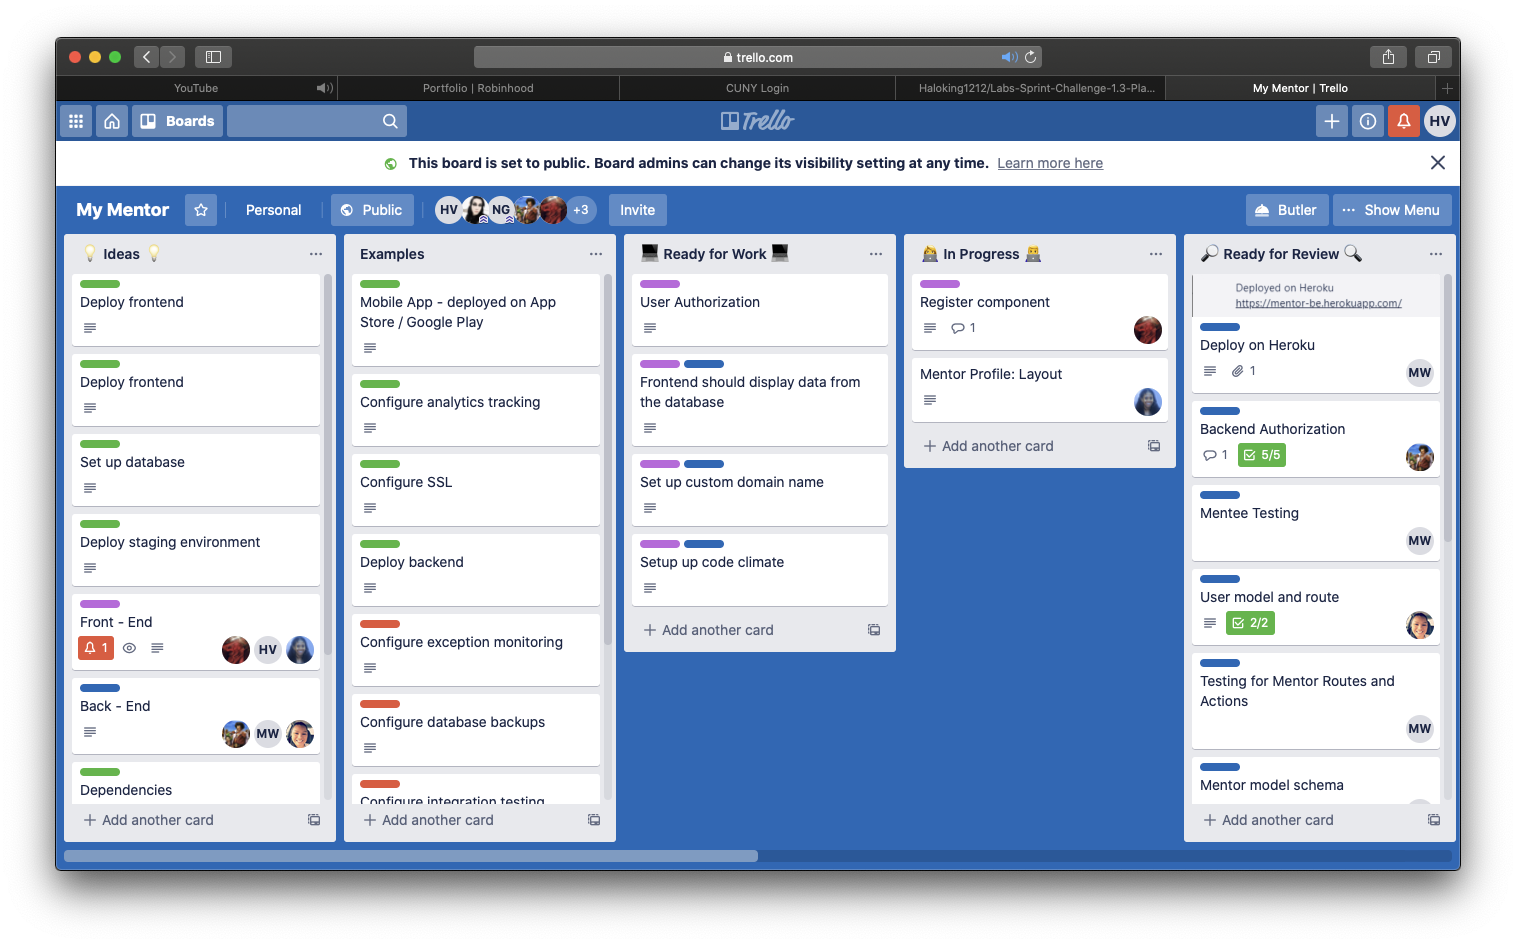 trello.com
YouTube
Portfolio | Robinhood
CUNY Login
Haloking1212/Labs-Sprint-Challenge-1.3-Pla...
My Mentor | Trello
Boards
Trello
HV
This board is set to public. Board admins can change its visibility setting at any time. Learn more here
My Mentor
Personal
Public
HV
NG
+3
Invite
Butler
... Show Menu
Ideas
Deploy frontend
Deploy frontend
Set up database
Deploy staging environment
Front - End
1
HV
Back - End
MW
Dependencies
+ Add another card
Examples
Mobile App - deployed on App
Store / Google Play
Configure analytics tracking
Configure SSL
Deploy backend
Configure exception monitoring
Configure database backups
Configure integration testing
+ Add another card
Ready for Work
User Authorization
Frontend should display data from
the database
Set up custom domain name
Setup up code climate
+ Add another card
In Progress
Register component
1
Mentor Profile: Layout
+ Add another card
Ready for Review
Deployed on Heroku
https://mentor-be.herokuapp.com/
Deploy on Heroku
1
MW
Backend Authorization
1
5/5
Mentee Testing
MW
User model and route
2/2
Testing for Mentor Routes and
Actions
MW
Mentor model schema
+ Add another card